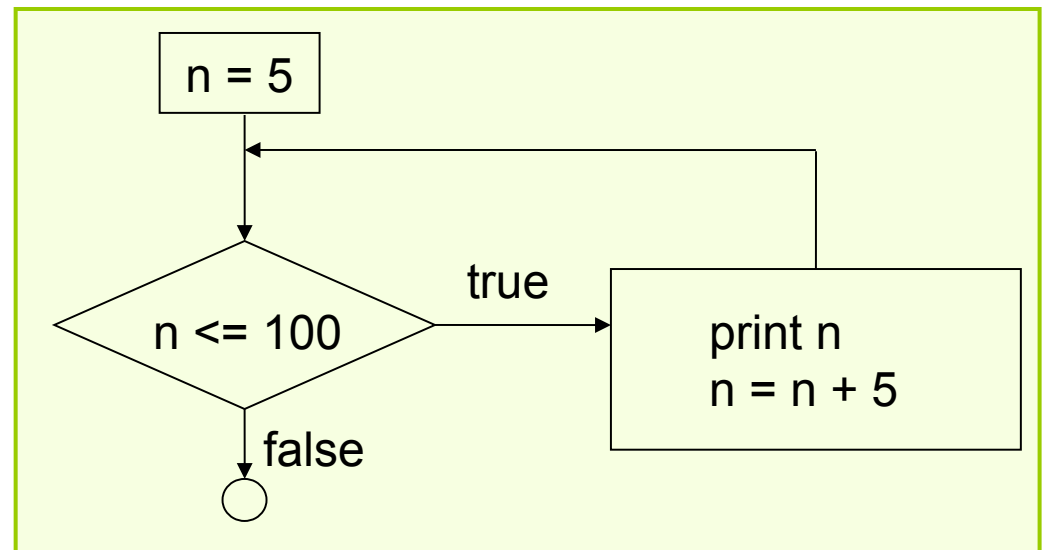 n = 5
true
n <= 100
print n
n = n + 5
false